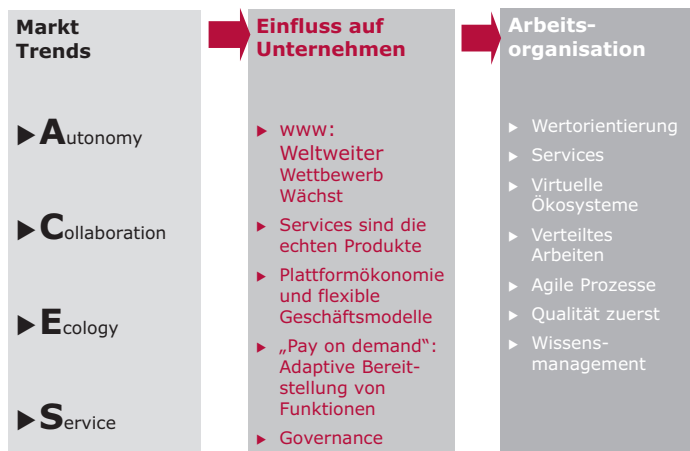 Markt
Trends
▶Autonomy
▶Collaboration
▶Ecology
▶Service
Einfluss auf
Unternehmen
▶ www:
Weltweiter
Wettbewerb
Wächst
▶ Services sind die
echten Produkte
▶ Plattformökonomie
und flexible
Geschäftsmodelle
▶ „Pay on demand“:
Adaptive Bereit-
stellung von
Funktionen
▶ Governance
Arbeits-
organisation
▶ Wertorientierung
▶ Services
▶ Virtuelle
Ökosysteme
▶ Verteiltes
Arbeiten
▶ Agile Prozesse
▶ Qualität zuerst
▶ Wissens-
management